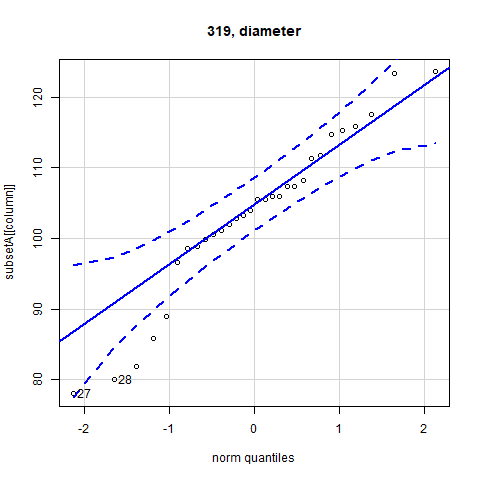 319, diameter
subsetA[[column]]
120
110
100
90
80
27
28
-2 -1 0 1 2
norm quantiles